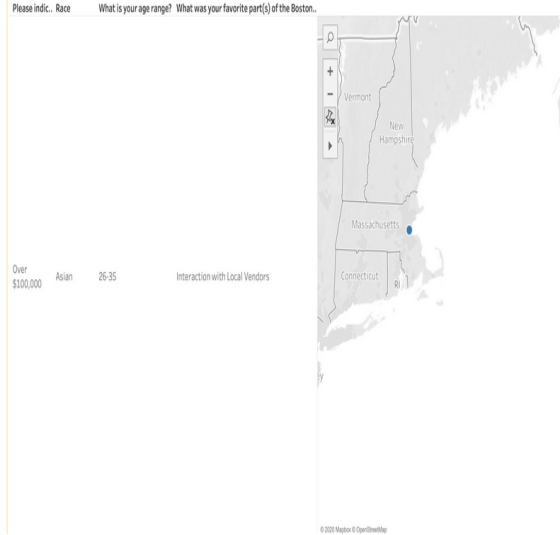 Please indic.. Race What is your age range? What was your favorite part(s) of the Boston..
Vermont
New
Hampshire
Massachusetts
Over
$100,000 Asian 26-35 Interaction with Local Vendors
Connecticut
RI
ey
© 2020 Mapbox © OpenStreetMap